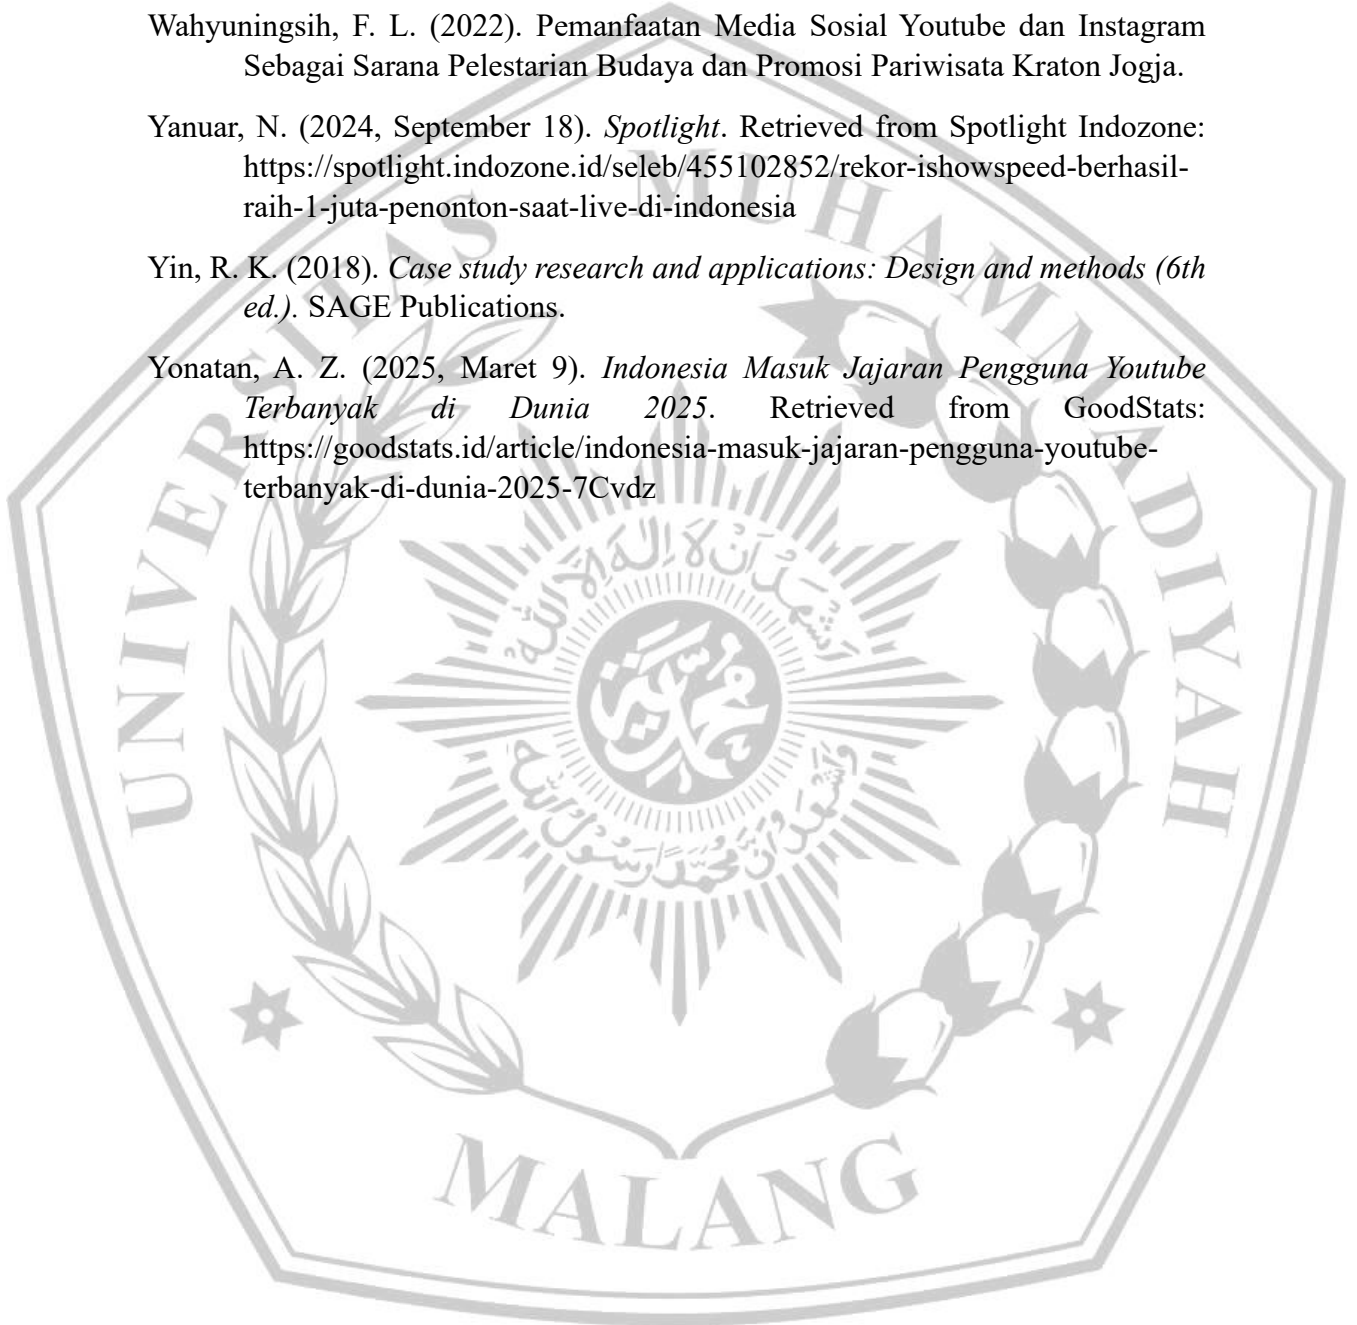 Wahyuningsih, F. L. (2022). Pemanfaatan Media Sosial Youtube dan Instagram
Sebagai Sarana Pelestarian Budaya dan Promosi Pariwisata Kraton Jogja.
Yanuar, N. (2024, September 18). Spotlight. Retrieved from Spotlight Indozone:
https://spotlight.indozone.id/seleb/455102852/rekor-ishowspeed-berhasil-
raih-1-juta-penonton-saat-live-di-indonesia
Yin, R. K. (2018). Case study research and applications: Design and methods (6th
ed.). SAGE Publications.
Yonatan, A. Z. (2025, Maret 9). Indonesia Masuk Jajaran Pengguna Youtube
Terbanyak di Dunia 2025. Retrieved from GoodStats:
https://goodstats.id/article/indonesia-masuk-jajaran-pengguna-youtube-
terbanyak-di-dunia-2025-7Cvdz
UNIVERSITAS MUHAMMADIYAH
MALANG